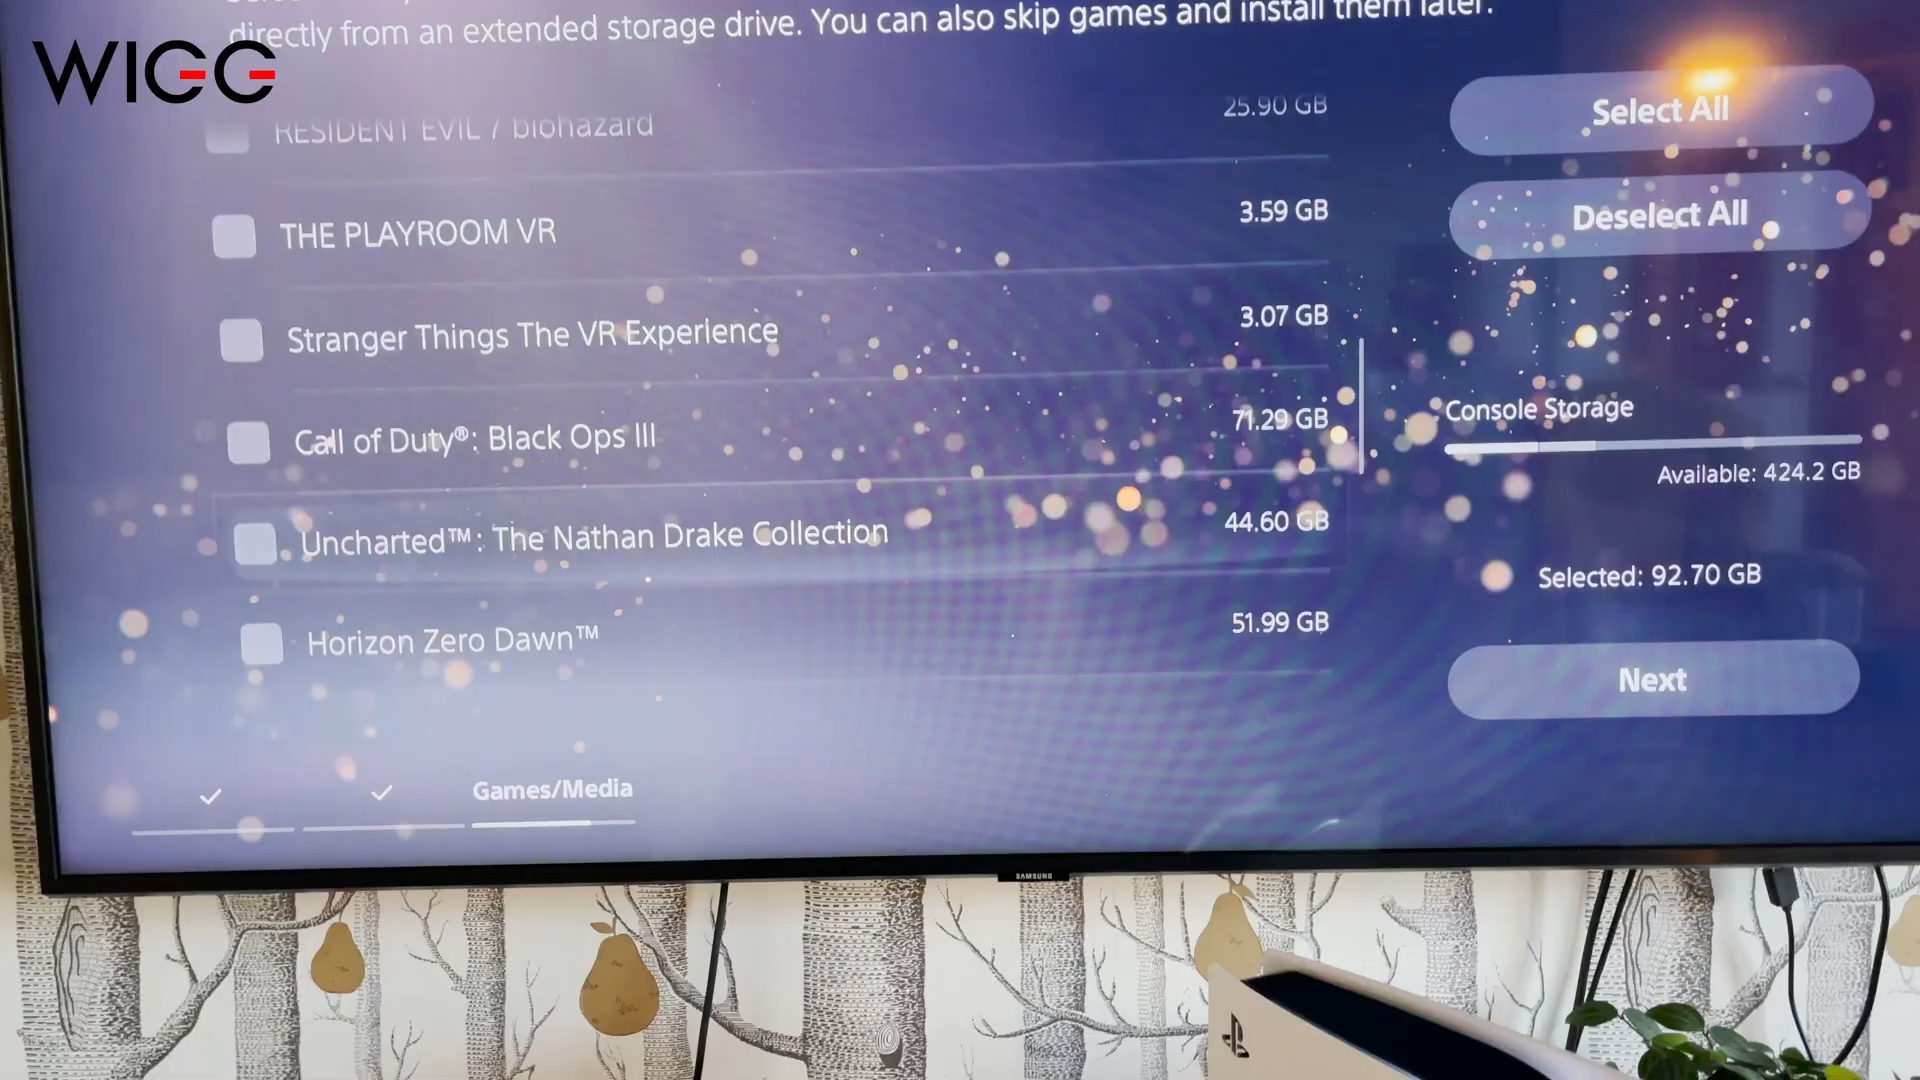 directly from an extended storage drive. You can also skip games and install them later.
WIGG
RESIDENT EVIL 7 biohazard 25.90 GB
THE PLAYROOM VR 3.59 GB
Stranger Things The VR Experience 3.07 GB
Call of Duty®: Black Ops III 71.29 GB
Uncharted™: The Nathan Drake Collection 44.60 GB
Horizon Zero Dawn™ 51.99 GB
Select All
Deselect All
Console Storage
Available: 424.2 GB
Selected: 92.70 GB
Next
Games/Media
SAMSUNG